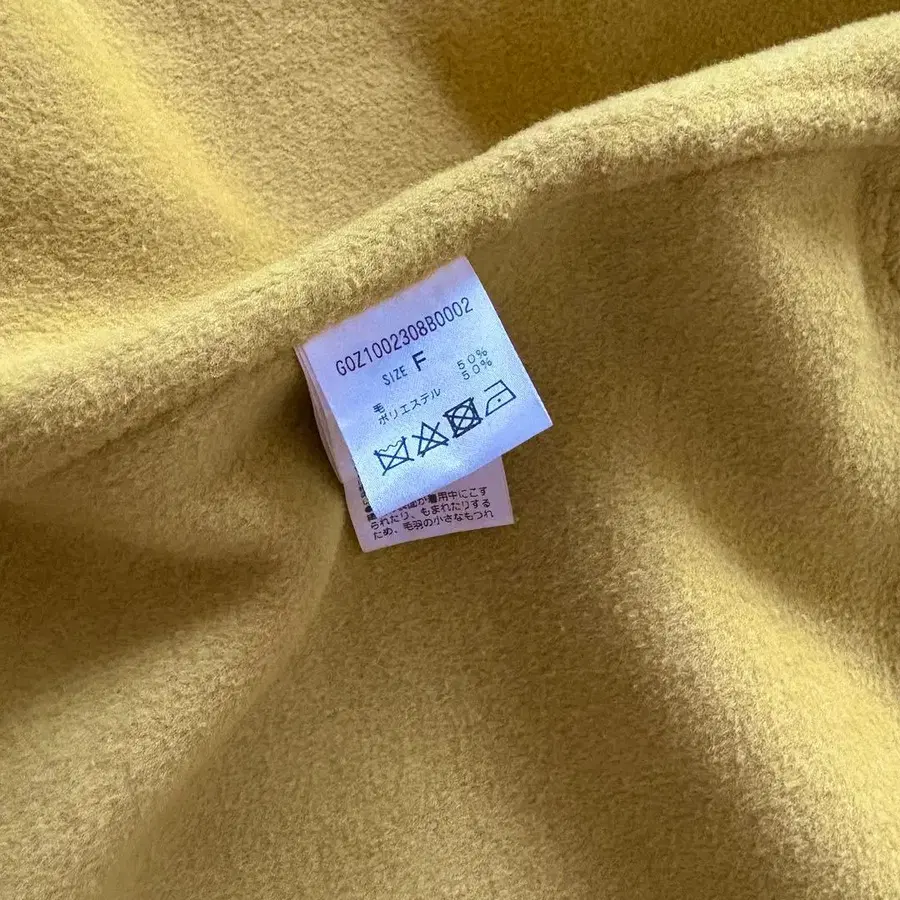 G0Z1002308B0002
SIZE F
毛 50%
ポリエステル 50%
着用中にこす
られたり、もまれたりする
ため、毛羽の小さなもつれ